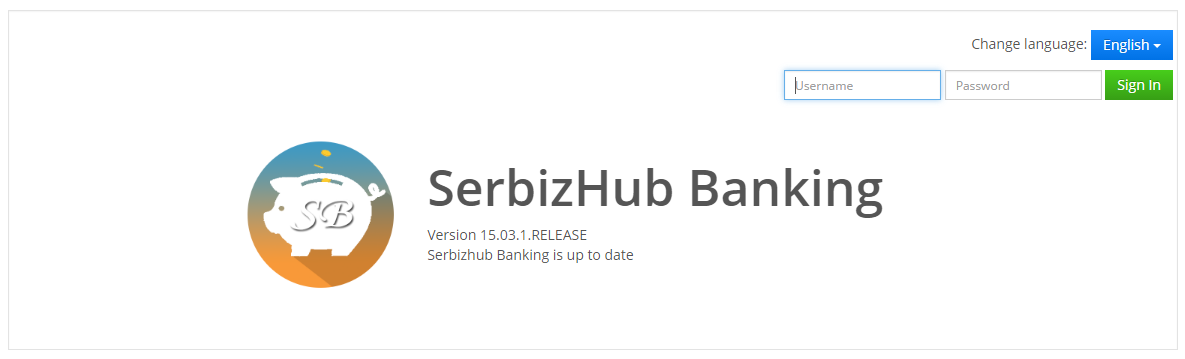 Change language: English
Username Password Sign In
SB
SerbizHub Banking
Version 15.03.1.RELEASE
Serbizhub Banking is up to date